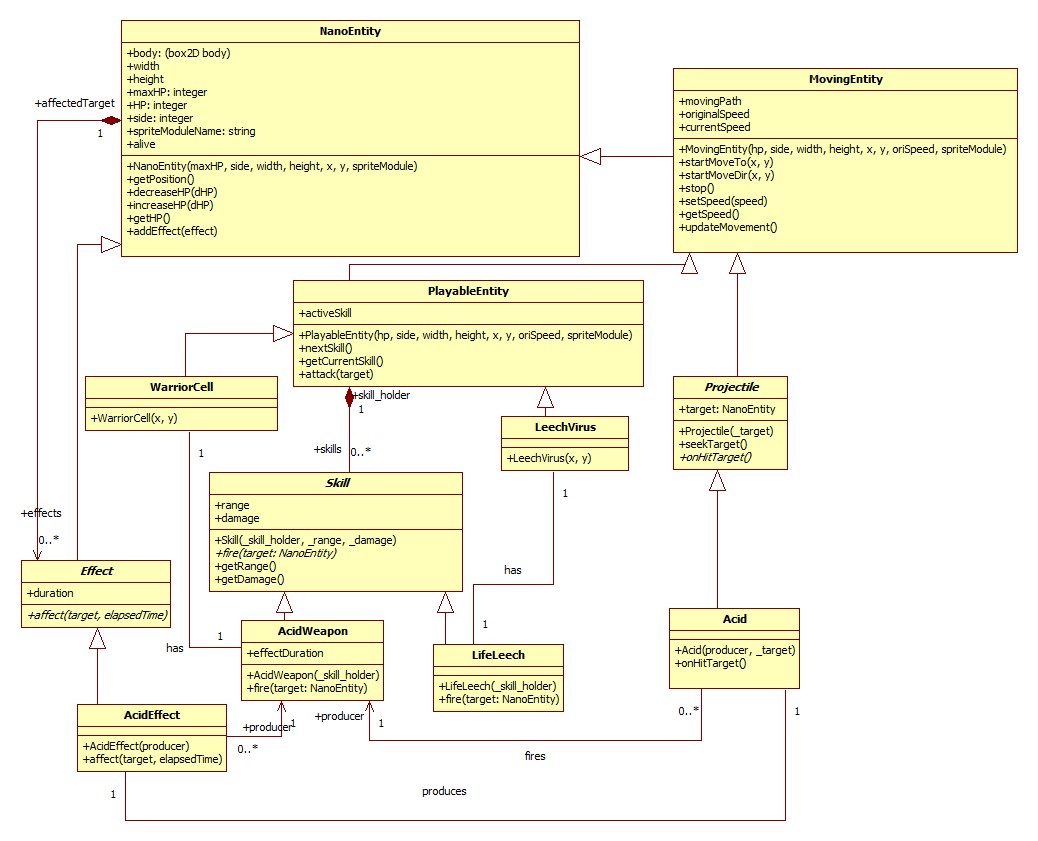 NanoEntity
+body: (box2D body)
+width
+height
+maxHP: integer
+HP: integer
+side: integer
+spriteModuleName: string
+alive
+NanoEntity(maxHP, side, width, height, x, y, spriteModule)
+getPosition()
+decreaseHP(dHP)
+increaseHP(dHP)
+getHP()
+addEffect(effect)
MovingEntity
+movingPath
+originalSpeed
+currentSpeed
+MovingEntity(hp, side, width, height, x, y, oriSpeed, spriteModule)
+startMoveTo(x, y)
+startMoveDir(x, y)
+stop()
+setSpeed(speed)
+getSpeed()
+updateMovement()
+affectedTarget
1
PlayableEntity
+activeSkill
+PlayableEntity(hp, side, width, height, x, y, oriSpeed, spriteModule)
+nextSkill()
+getCurrentSkill()
+attack(target)
WarriorCell
+WarriorCell(x, y)
+skill_holder
1
LeechVirus
+LeechVirus(x, y)
Projectile
+target: NanoEntity
+Projectile(_target)
+seekTarget()
+onHitTarget()
1
+skills
0..*
Skill
+range
+damage
+Skill(_skill_holder, _range, _damage)
+fire(target: NanoEntity)
+getRange()
+getDamage()
1
+effects
0..*
has
Effect
+duration
+affect(target, elapsedTime)
1
has
1
AcidWeapon
+effectDuration
+AcidWeapon(_skill_holder)
+fire(target: NanoEntity)
LifeLeech
+LifeLeech(_skill_holder)
+fire(target: NanoEntity)
Acid
+Acid(producer, _target)
+onHitTarget()
AcidEffect
+AcidEffect(producer)
+affect(target, elapsedTime)
+producer
1
0..*
+producer
1
0..*
1
fires
1
produces